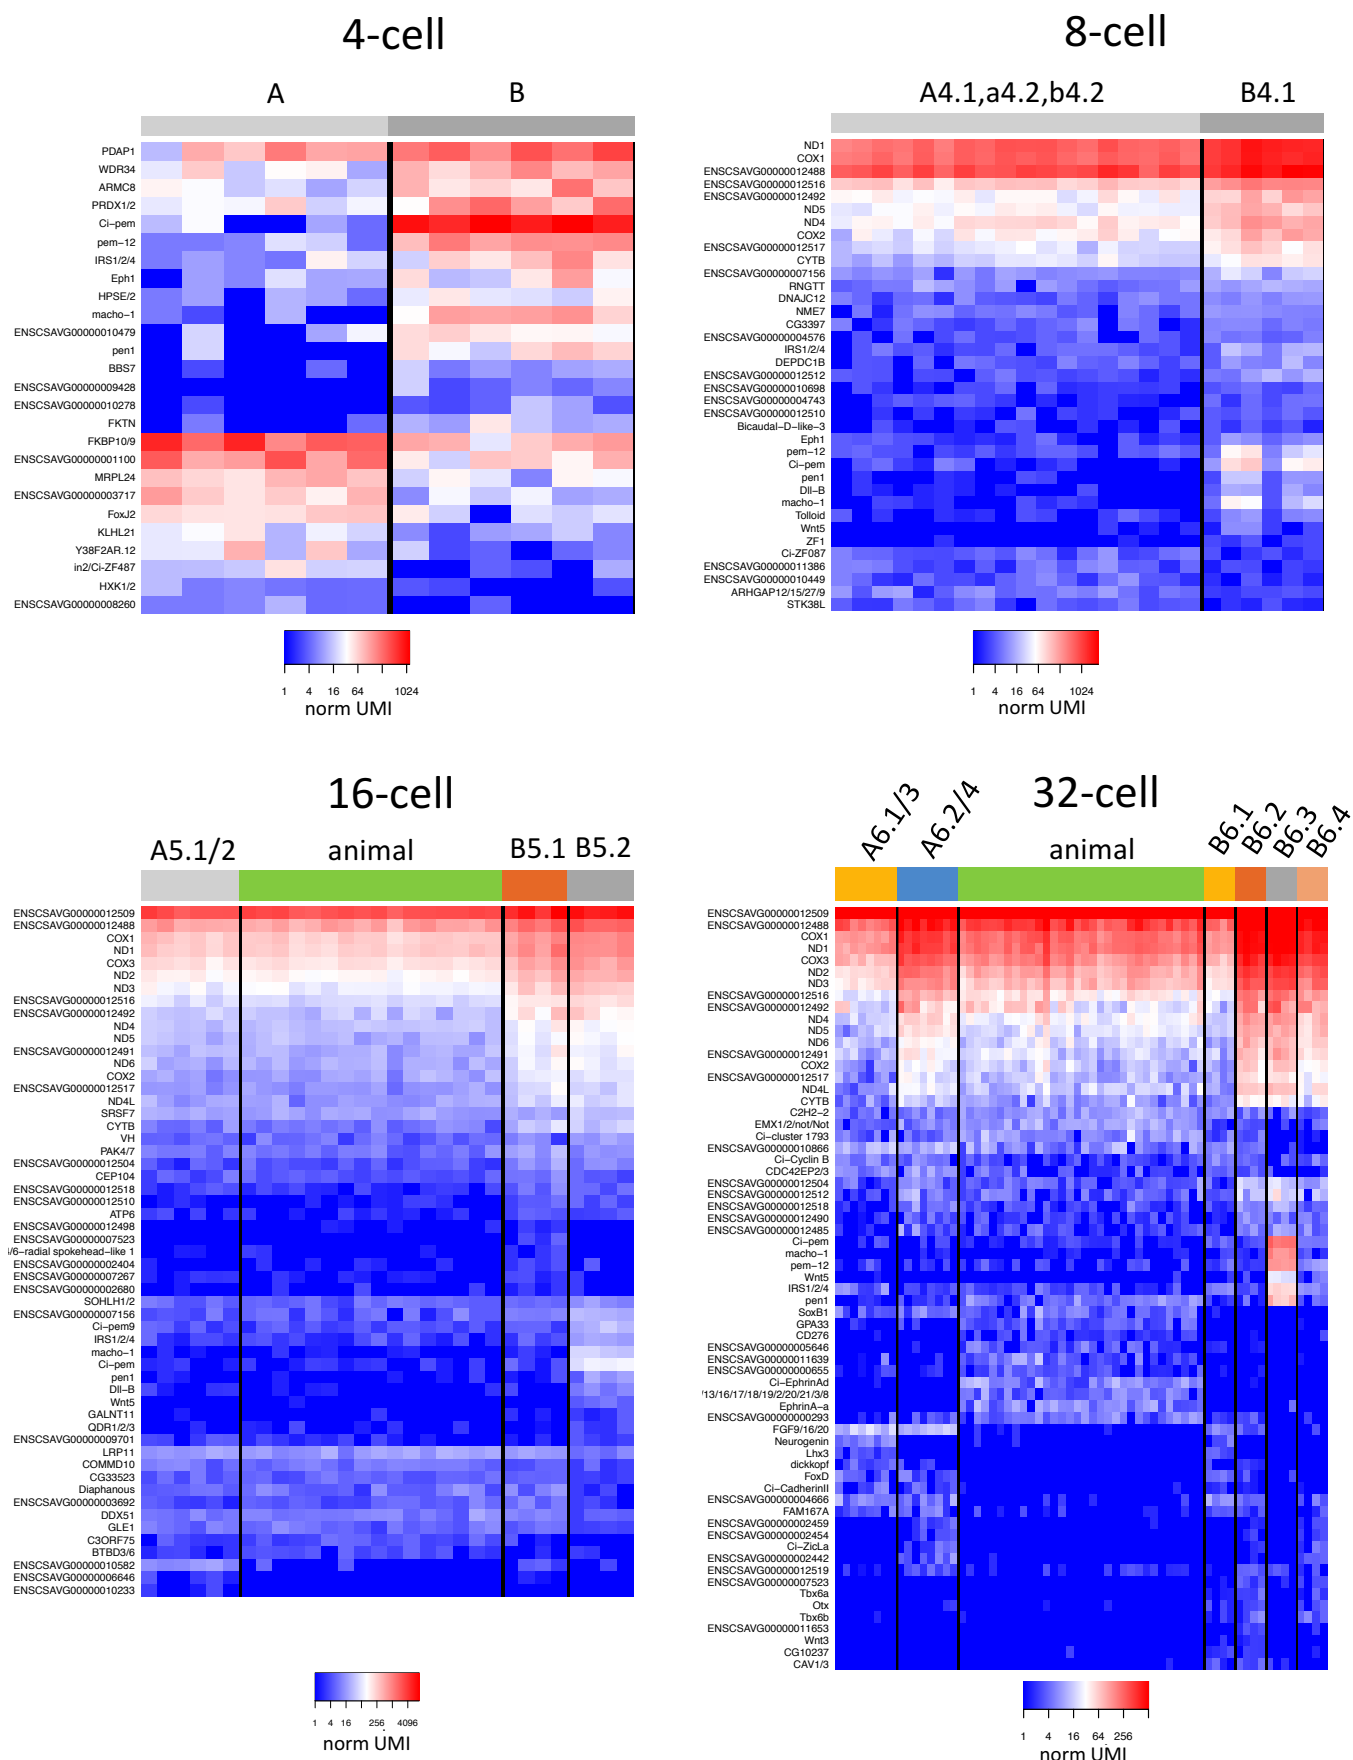 4-cell
A B
PDAP1
WDR34
ARMC8
PRDX1/2
Ci-pem
pem-12
IRS1/2/4
Eph1
HPSE/2
macho-1
ENSCSAVG00000010479
pen1
BBS7
ENSCSAVG00000009428
ENSCSAVG00000010278
FKTN
FKBP10/9
ENSCSAVG00000001100
MRPL24
ENSCSAVG00000003717
FoxJ2
KLHL21
Y38F2AR.12
in2/Ci-ZF487
HXK1/2
ENSCSAVG00000008260
1 4 16 64 1024
norm UMI
8-cell
A4.1,a4.2,b4.2 B4.1
ND1
COX1
ENSCSAVG00000012488
ENSCSAVG00000012516
ENSCSAVG00000012492
ND5
ND4
COX2
ENSCSAVG00000012517
CYTB
ENSCSAVG00000007156
RNGTT
DNAJC12
NME7
CG3397
ENSCSAVG00000004576
IRS1/2/4
DEPDC1B
ENSCSAVG00000012512
ENSCSAVG00000010698
ENSCSAVG00000004743
ENSCSAVG00000012510
Bicaudal-D-like-3
Eph1
pem-12
Ci-pem
pen1
Dll-B
macho-1
Tolloid
Wnt5
ZF1
Ci-ZF087
ENSCSAVG00000011386
ENSCSAVG00000010449
ARHGAP12/15/27/9
STK38L
1 4 16 64 1024
norm UMI
16-cell
A5.1/2 animal B5.1 B5.2
ENSCSAVG00000012509
ENSCSAVG00000012488
COX1
ND1
COX3
ND2
ND3
ENSCSAVG00000012516
ENSCSAVG00000012492
ND4
ND5
ENSCSAVG00000012491
ND6
COX2
ENSCSAVG00000012517
ND4L
SRSF7
CYTB
VH
PAK4/7
ENSCSAVG00000012504
CEP104
ENSCSAVG00000012518
ENSCSAVG00000012510
ATP6
ENSCSAVG00000012498
ENSCSAVG00000007523
/6-radial spokehead-like 1
ENSCSAVG00000002404
ENSCSAVG00000007267
ENSCSAVG00000002680
SOHLH1/2
ENSCSAVG00000007156
Ci-pem9
IRS1/2/4
macho-1
Ci-pem
pen1
Dll-B
Wnt5
GALNT11
QDR1/2/3
ENSCSAVG00000009701
LRP11
COMMD10
CG33523
Diaphanous
ENSCSAVG00000003692
DDX51
GLE1
C3ORF75
BTBD3/6
ENSCSAVG00000010582
ENSCSAVG00000006646
ENSCSAVG00000010233
1 4 16 256 4096
norm UMI
32-cell
A6.1/3 A6.2/4 animal B6.1 B6.2 B6.3 B6.4
ENSCSAVG00000012509
ENSCSAVG00000012488
COX1
ND1
COX3
ND2
ND3
ENSCSAVG00000012516
ENSCSAVG00000012492
ND4
ND5
ND6
ENSCSAVG00000012491
COX2
ENSCSAVG00000012517
ND4L
CYTB
C2H2-2
EMX1/2/not/Not
Ci-cluster 1793
ENSCSAVG00000010866
Ci-Cyclin B
CDC42EP2/3
ENSCSAVG00000012504
ENSCSAVG00000012512
ENSCSAVG00000012518
ENSCSAVG00000012490
ENSCSAVG00000012485
Ci-pem
macho-1
pem-12
Wnt5
IRS1/2/4
pen1
SoxB1
GPA33
CD276
ENSCSAVG00000005646
ENSCSAVG00000011639
ENSCSAVG00000000655
Ci-EphrinAd
/13/16/17/18/19/2/20/21/3/8
EphrinA-a
ENSCSAVG00000000293
FGF9/16/20
Neurogenin
Lhx3
dickkopf
FoxD
Ci-CadherinII
ENSCSAVG00000004666
FAM167A
ENSCSAVG00000002459
ENSCSAVG00000002454
Ci-ZicLa
ENSCSAVG00000002442
ENSCSAVG00000012519
ENSCSAVG00000007523
Tbx6a
Otx
Tbx6b
ENSCSAVG00000011653
Wnt3
CG10237
CAV1/3
1 4 16 64 256
norm UMI